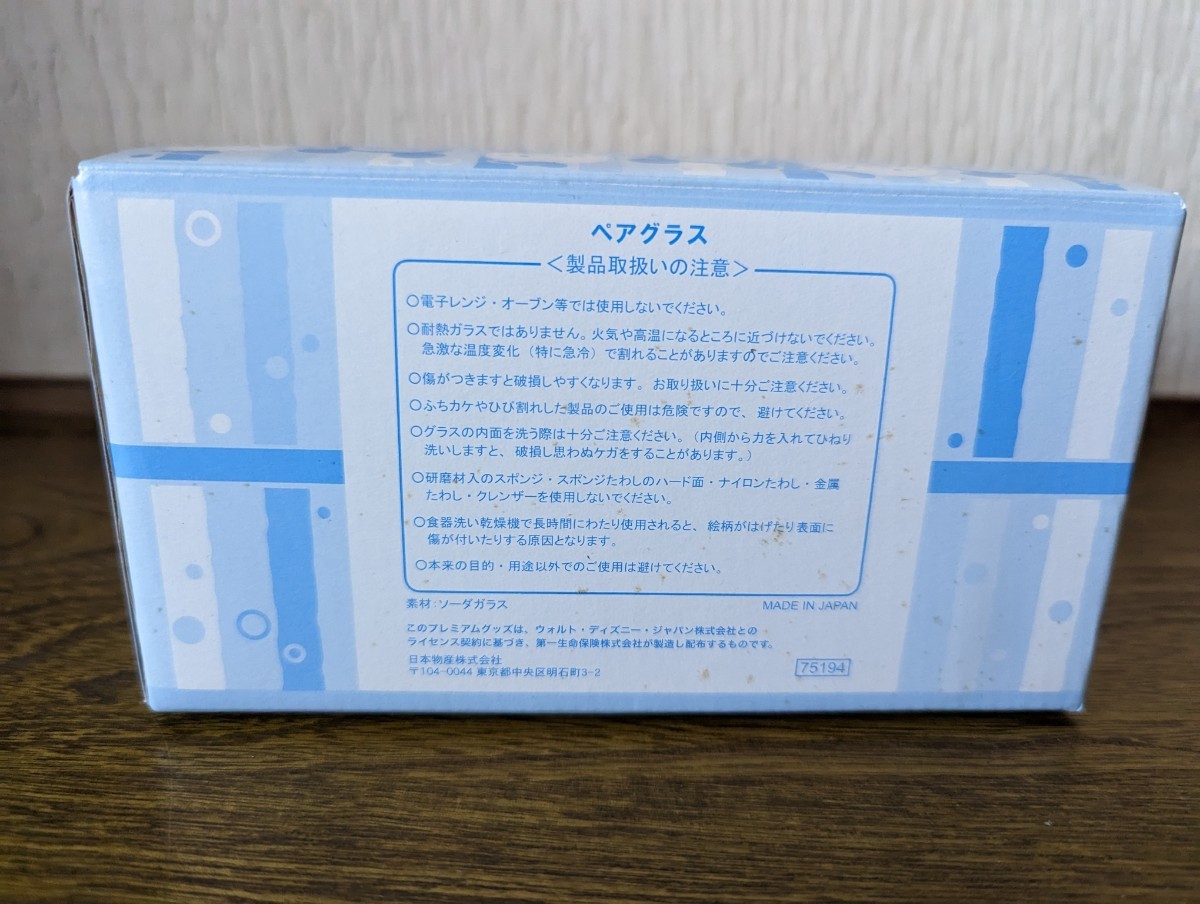 ペアグラス
<製品取扱いの注意>
○電子レンジ・オーブン等では使用しないでください。
○耐熱ガラスではありません。火気や高温になるところに近づけないでください。
急激な温度変化（特に急冷）で割れることがありますのでご注意ください。
○傷がつきますと破損しやすくなります。お取り扱いに十分ご注意ください。
○ふちカケやひび割れした製品のご使用は危険ですので、避けてください。
○グラスの内面を洗う際は十分ご注意ください。（内側から力を入れてひねり
洗いしますと、破損し思わぬケガをすることがあります。）
○研磨材入のスポンジ・スポンジたわしのハード面・ナイロンたわし・金属
たわし・クレンザーを使用しないでください。
○食器洗い乾燥機で長時間にわたり使用されると、絵柄がはげたり表面に
傷が付いたりする原因となります。
○本来の目的・用途以外でのご使用は避けてください。
素材：ソーダガラス MADE IN JAPAN
このプレミアムグッズは、ウォルト・ディズニー・ジャパン株式会社との
ライセンス契約に基づき、第一生命保険株式会社が製造し配布するものです。
日本物産株式会社
〒104-0044 東京都中央区明石町3-2 75194